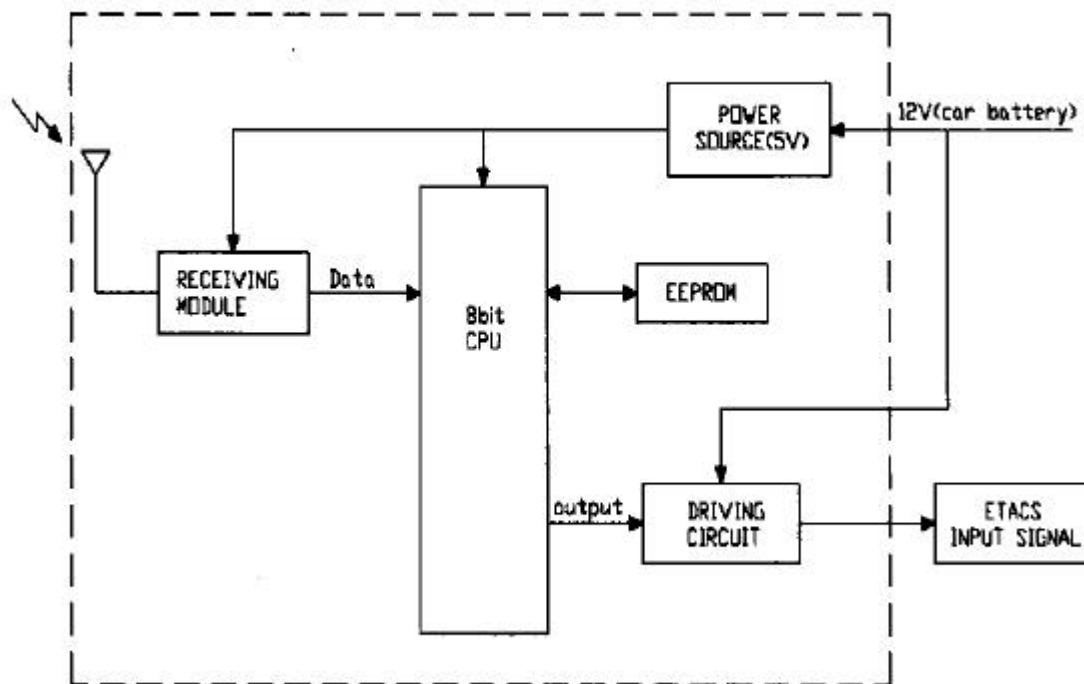 POWER
SOURCE(5V)
12V(car battery)
RECEIVING
MODULE
Data
8bit
CPU
EEPROM
output
DRIVING
CIRCUIT
ETACS
INPUT SIGNAL